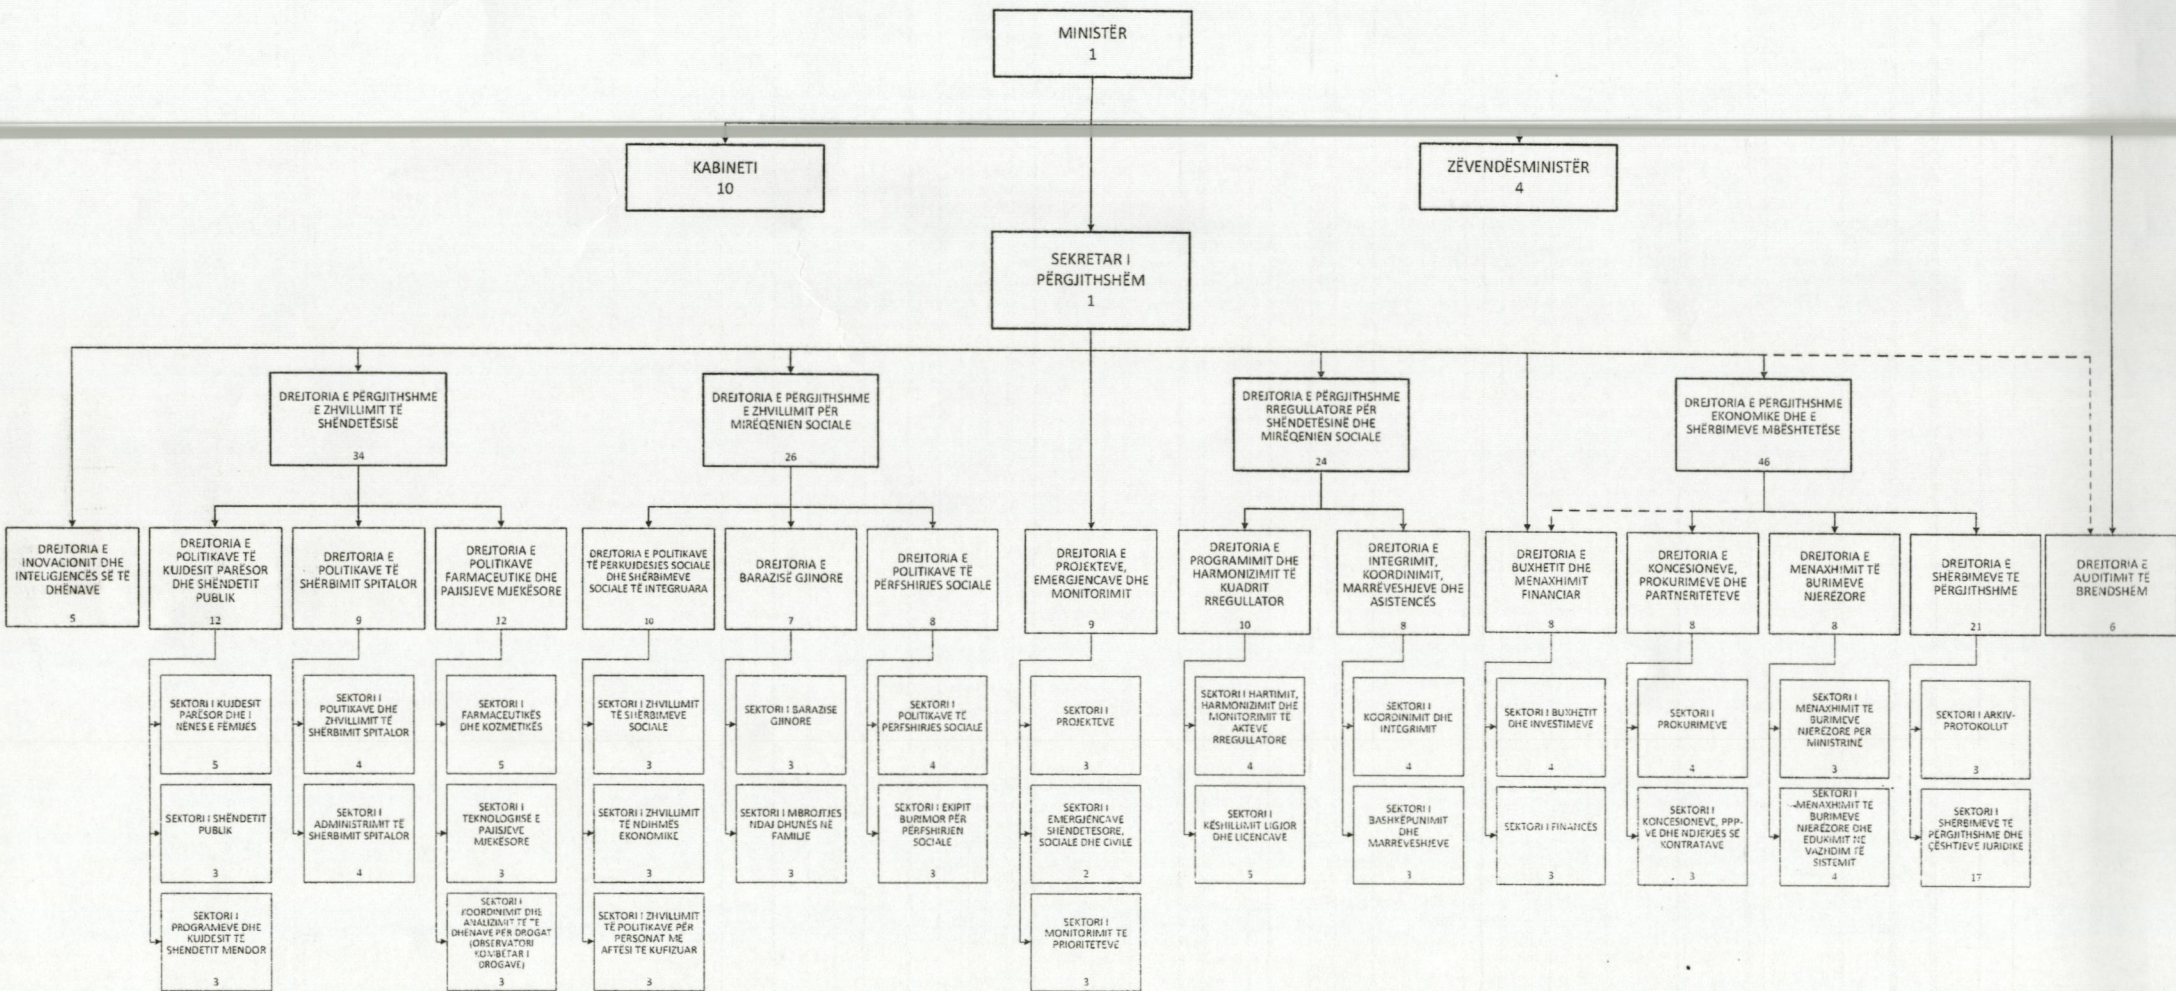 MINISTËR
1
KABINETI
10
ZËVENDËSMINISTËR
4
SEKRETAR I
PËRGJITHSHËM
1
DREJTORIA E PËRGJITHSHME
E ZHVILLIMIT TË
SHËNDETËSISË
34
DREJTORIA E PËRGJITHSHME
E ZHVILLIMIT PËR
MIRËQENIEN SOCIALE
26
DREJTORIA E PËRGJITHSHME
RREGULLATORE PËR
SHËNDETËSINË DHE
MIRËQENIEN SOCIALE
24
DREJTORIA E PËRGJITHSHME
EKONOMIKE DHE E
SHËRBIMEVE MBËSHTETËSE
46
DREJTORIA E
INOVACIONIT DHE
INTELIGJENCËS SË TË
DHËNAVE
5
DREJTORIA E
POLITIKAVE TË
KUJDESIT PARËSOR
DHE SHËNDETIT
PUBLIK
12
DREJTORIA E
POLITIKAVE TË
SHËRBIMIT SPITALOR
9
DREJTORIA E
POLITIKAVE
FARMACEUTIKE DHE
PAJISJEVE MJEKËSORE
12
DREJTORIA E POLITIKAVE
TË PERKUJDESJES SOCIALE
DHE SHËRBIMEVE
SOCIALE TË INTEGRUARA
10
DREJTORIA E
BARAZISË GJINORE
7
DREJTORIA E
POLITIKAVE TË
PËRFSHIRJES SOCIALE
8
DREJTORIA E
PROJEKTEVE,
EMERGJENCAVE DHE
MONITORIMIT
9
DREJTORIA E
PROGRAMIMIT DHE
HARMONIZIMIT TË
KUADRIT
RREGULLATOR
10
DREJTORIA E
INTEGRIMIT,
KOORDINIMIT,
MARRËVESHJEVE DHE
ASISTENCËS
8
DREJTORIA E
BUXHETIT DHE
MENAXHIMIT
FINANCIAR
8
DREJTORIA E
KONCESIONEVE,
PROKURIMEVE DHE
PARTNERITETEVE
8
DREJTORIA E
MENAXHIMIT TË
BURIMEVE
NJERËZORE
8
DREJTORIA E
SHËRBIMEVE TË
PËRGJITHSHME
21
DREJTORIA E
AUDITIMIT TË
BRENDSHËM
6
SEKTORI I KUJDESIT
PARËSOR DHE I
NËNËS E FËMIJËS
5
SEKTORI I SHËNDETIT
PUBLIK
3
SEKTORI I
PROGRAMEVE DHE
KUJDESIT TË
SHËNDETIT MENDOR
3
SEKTORI I
POLITIKAVE DHE
ZHVILLIMIT TË
SHËRBIMIT SPITALOR
4
SEKTORI I
ADMINISTRIMIT TË
SHËRBIMIT SPITALOR
4
SEKTORI I
FARMACEUTIKËS
DHE KOZMETIKËS
5
SEKTORI I
TEKNOLOGJISË E
PAJISJEVE
MJEKËSORE
3
SEKTORI I
KOORDINIMIT DHE
ANALIZIMIT TË TË
DHËNAVE PËR DROGAT
(OBSERVATORI
KOMBËTAR I
DROGAVE)
3
SEKTORI I ZHVILLIMIT
TË SHËRBIMEVE
SOCIALE
3
SEKTORI I ZHVILLIMIT
TË NDIHMËS
EKONOMIKE
3
SEKTORI I ZHVILLIMIT
TË POLITIKAVE PËR
PERSONAT ME
AFTËSI TË KUFIZUAR
3
SEKTORI I BARAZISË
GJINORE
3
SEKTORI I MBROJTJES
NDAJ DHUNËS NË
FAMILJE
3
SEKTORI I
POLITIKAVE TË
PËRFSHIRJES SOCIALE
4
SEKTORI I EKIPIT
BURIMOR PËR
PËRFSHIRJEN
SOCIALE
3
SEKTORI I
PROJEKTEVE
3
SEKTORI I
EMERGJENCAVE
SHËNDETËSORE,
SOCIALE DHE CIVILE
2
SEKTORI I
MONITORIMIT TË
PRIORITETEVE
3
SEKTORI I HARTIMIT,
HARMONIZIMIT DHE
MONITORIMIT TË
AKTEVE
RREGULLATORE
4
SEKTORI I
KËSHILLIMIT LIGJOR
DHE LICENCAVE
5
SEKTORI I
KOORDINIMIT DHE
INTEGRIMIT
4
SEKTORI I
BASHKËPUNIMIT
DHE
MARRËVESHJEVE
3
SEKTORI I BUXHETIT
DHE INVESTIMEVE
4
SEKTORI I FINANCËS
3
SEKTORI I
PROKURIMEVE
4
SEKTORI I
KONCESIONEVE, PPP-
VE DHE NDJEKJES SË
KONTRATAVE
3
SEKTORI I
MENAXHIMIT TË
BURIMEVE
NJERËZORE PËR
MINISTRINË
3
SEKTORI I
MENAXHIMIT TË
BURIMEVE
NJERËZORE DHE
EDUKIMIT NË
VAZHDIM TË
SISTEMIT
4
SEKTORI I ARKIV-
PROTOKOLLIT
3
SEKTORI I
SHËRBIMEVE TË
PËRGJITHSHME DHE
ÇËSHTJEVE JURIDIKE
17